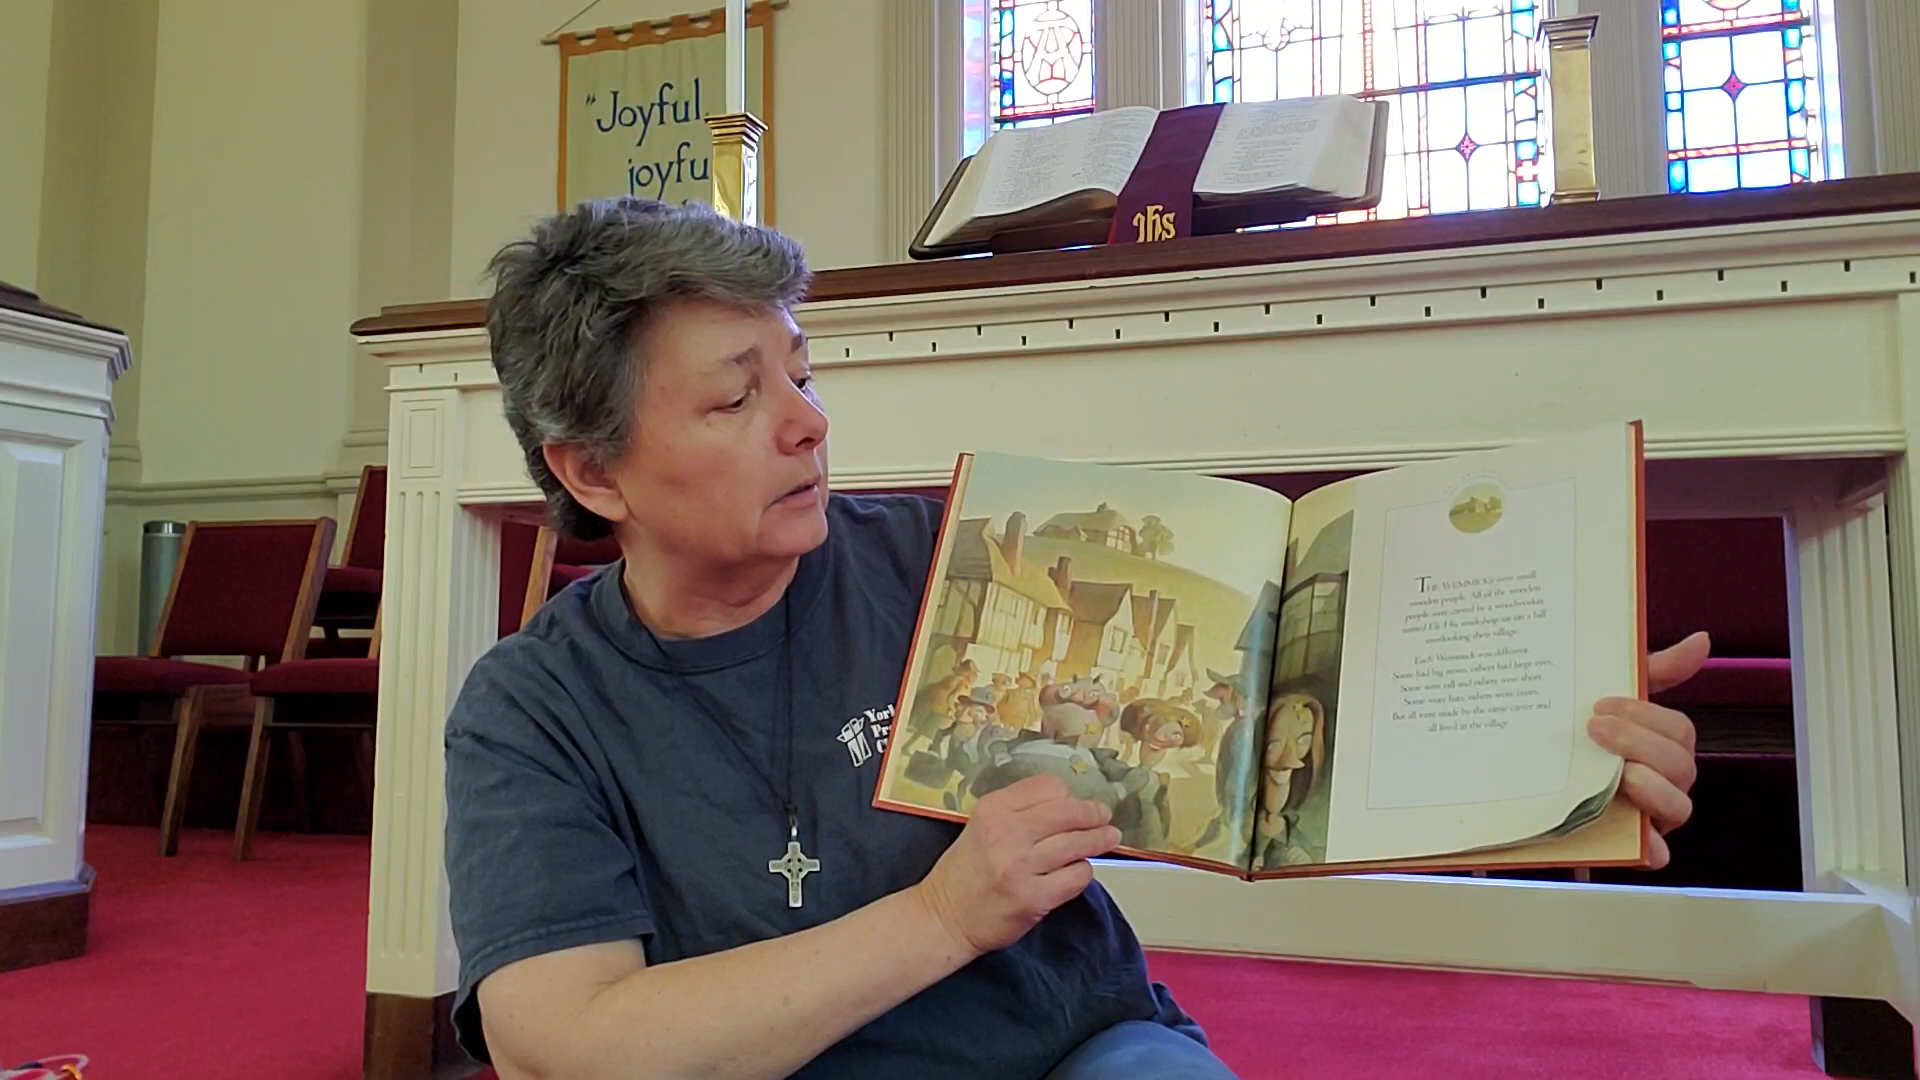 "Joyful,
joyfu
IHS
York
Pre
C
THE WEMMICKS were small
wooden people. All of the wooden
people were carved by a woodworker
named Eli. His workshop sat on a hill
overlooking their village.
Each Wemmick was different.
Some had big noses, others had large eyes.
Some were tall and others were short.
Some wore hats, others wore coats.
But all were made by the same carver and
all lived in the village.